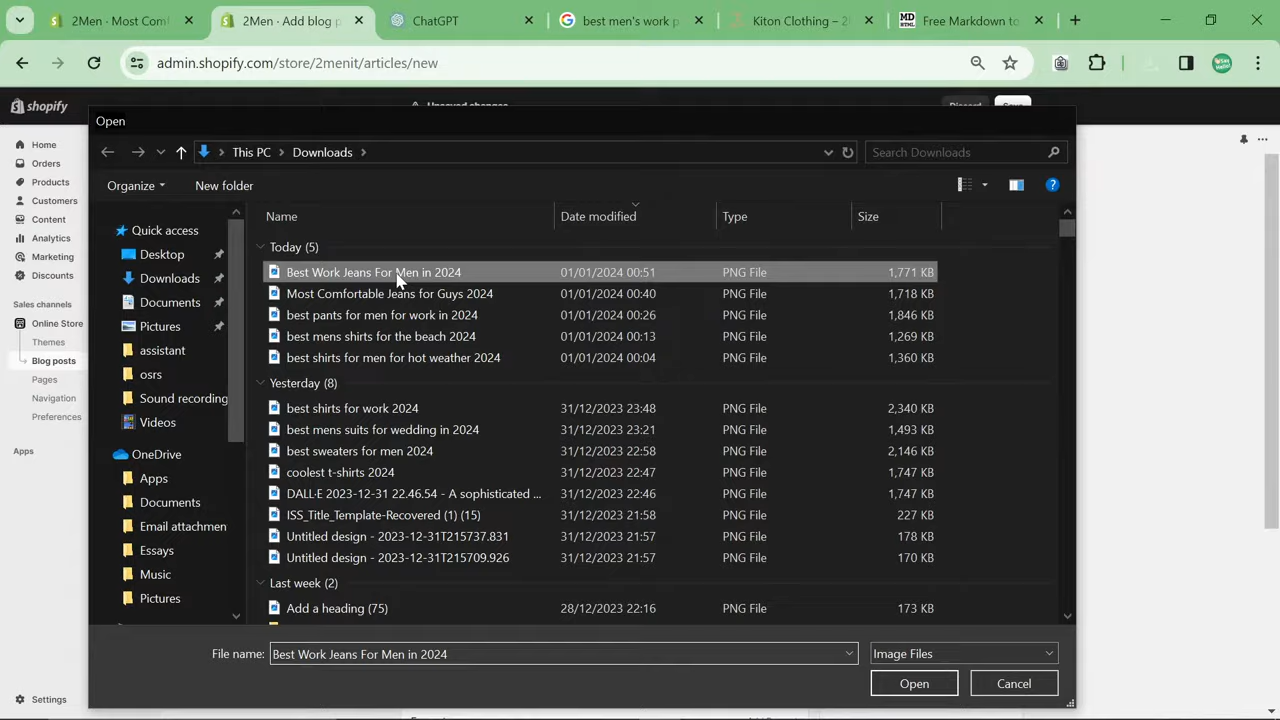 2Men · Most Com
2Men · Add blog p
ChatGPT
best men's work p
Kiton Clothing – 2
Free Markdown to
admin.shopify.com/store/2menit/articles/new
shopify
Unsaved changes
Discard
Save
Open
This PC
Downloads
Search Downloads
Organize
New folder
Home
Orders
Products
Customers
Content
Analytics
Marketing
Discounts
Sales channels
Online Store
Themes
Blog posts
Pages
Navigation
Preferences
Apps
Settings
Quick access
Desktop
Downloads
Documents
Pictures
assistant
osrs
Sound recording
Videos
OneDrive
Apps
Documents
Email attachmen
Essays
Music
Pictures
Name Date modified Type Size
Today (5)
Best Work Jeans For Men in 2024 01/01/2024 00:51 PNG File 1,771 KB
Most Comfortable Jeans for Guys 2024 01/01/2024 00:40 PNG File 1,718 KB
best pants for men for work in 2024 01/01/2024 00:26 PNG File 1,846 KB
best mens shirts for the beach 2024 01/01/2024 00:13 PNG File 1,269 KB
best shirts for men for hot weather 2024 01/01/2024 00:04 PNG File 1,360 KB
Yesterday (8)
best shirts for work 2024 31/12/2023 23:48 PNG File 2,340 KB
best mens suits for wedding in 2024 31/12/2023 23:21 PNG File 1,493 KB
best sweaters for men 2024 31/12/2023 22:58 PNG File 2,146 KB
coolest t-shirts 2024 31/12/2023 22:47 PNG File 1,747 KB
DALL·E 2023-12-31 22.46.54 - A sophisticated ... 31/12/2023 22:46 PNG File 1,747 KB
ISS_Title_Template-Recovered (1) (15) 31/12/2023 21:58 PNG File 227 KB
Untitled design - 2023-12-31T215737.831 31/12/2023 21:57 PNG File 178 KB
Untitled design - 2023-12-31T215709.926 31/12/2023 21:57 PNG File 170 KB
Last week (2)
Add a heading (75) 28/12/2023 22:16 PNG File 173 KB
File name: Best Work Jeans For Men in 2024
Image Files
Open
Cancel